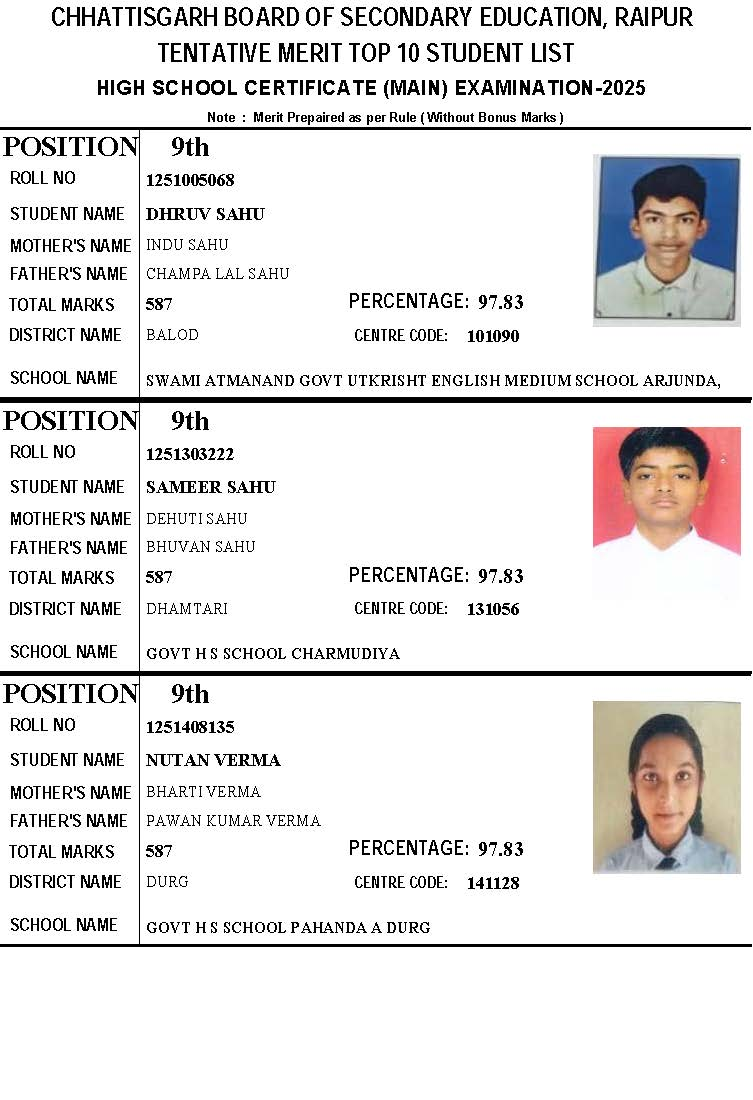 CHHATTISGARH BOARD OF SECONDARY EDUCATION, RAIPUR
TENTATIVE MERIT TOP 10 STUDENT LIST
HIGH SCHOOL CERTIFICATE (MAIN) EXAMINATION-2025
Note : Merit Prepaired as per Rule ( Without Bonus Marks )
POSITION 9th
ROLL NO 1251005068
STUDENT NAME DHRUV SAHU
MOTHER'S NAME INDU SAHU
FATHER'S NAME CHAMPA LAL SAHU
TOTAL MARKS 587 PERCENTAGE: 97.83
DISTRICT NAME BALOD CENTRE CODE: 101090
SCHOOL NAME SWAMI ATMANAND GOVT UTKRISHT ENGLISH MEDIUM SCHOOL ARJUNDA,
POSITION 9th
ROLL NO 1251303222
STUDENT NAME SAMEER SAHU
MOTHER'S NAME DEHUTI SAHU
FATHER'S NAME BHUVAN SAHU
TOTAL MARKS 587 PERCENTAGE: 97.83
DISTRICT NAME DHAMTARI CENTRE CODE: 131056
SCHOOL NAME GOVT H S SCHOOL CHARMUDIYA
POSITION 9th
ROLL NO 1251408135
STUDENT NAME NUTAN VERMA
MOTHER'S NAME BHARTI VERMA
FATHER'S NAME PAWAN KUMAR VERMA
TOTAL MARKS 587 PERCENTAGE: 97.83
DISTRICT NAME DURG CENTRE CODE: 141128
SCHOOL NAME GOVT H S SCHOOL PAHANDA A DURG